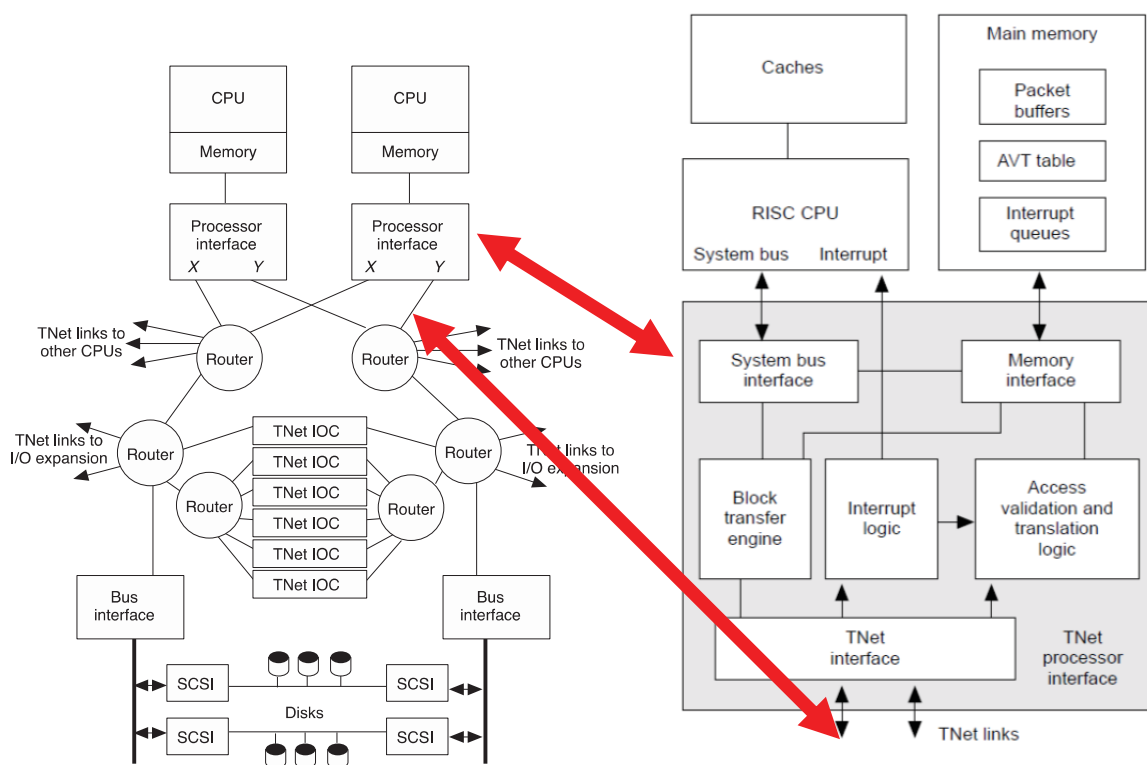 CPU
Memory
CPU
Memory
Processor
interface
X Y
Processor
interface
X Y
TNet links to
other CPUs
Router
Router
TNet links to
other CPUs
TNet links to
I/O expansion
Router
Router
TNet IOC
TNet IOC
TNet IOC
TNet IOC
TNet IOC
TNet IOC
Router
Router
TNet links to
I/O expansion
Bus
interface
Bus
interface
SCSI
SCSI
Disks
SCSI
SCSI
Caches
RISC CPU
System bus
Interrupt
Main memory
Packet
buffers
AVT table
Interrupt
queues
System bus
interface
Memory
interface
Block
transfer
engine
Interrupt
logic
Access
validation and
translation
logic
TNet
interface
TNet
processor
interface
TNet links